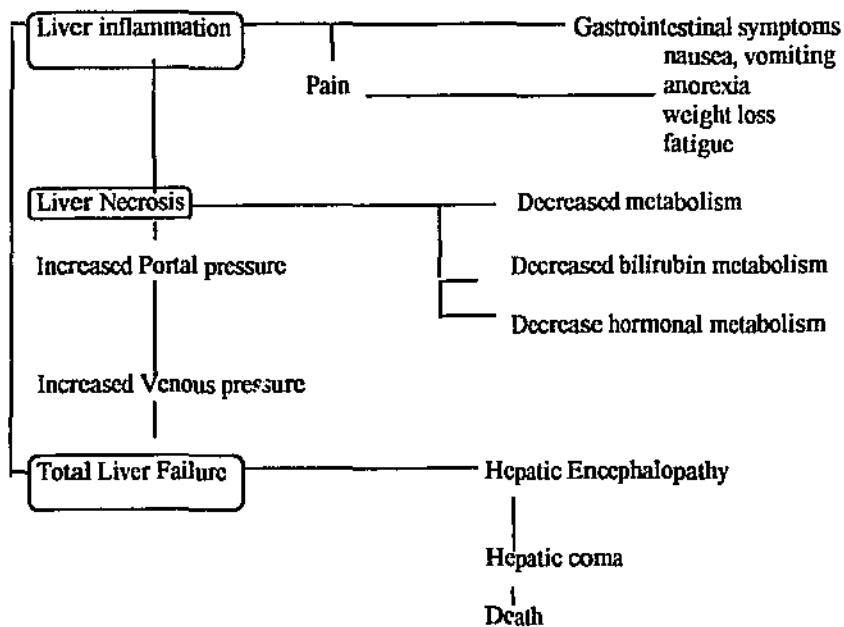 Liver inflammation
Gastrointestinal symptoms
nausea, vomiting
Pain
anorexia
weight loss
fatigue
Liver Necrosis
Decreased metabolism
Increased Portal pressure
Decreased bilirubin metabolism
Decrease hormonal metabolism
Increased Venous pressure
Total Liver Failure
Hepatic Encephalopathy
Hepatic coma
Death